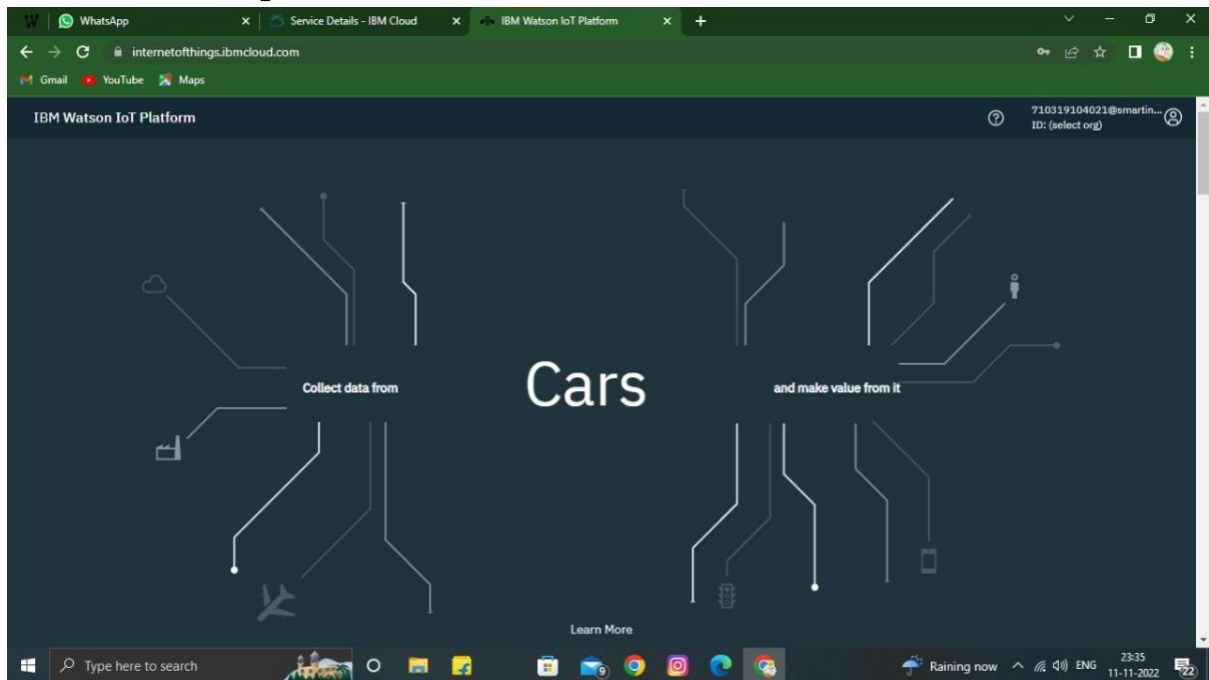 WhatsApp
Service Details - IBM Cloud
IBM Watson IoT Platform
internetofthings.ibmcloud.com
Gmail
YouTube
Maps
IBM Watson IoT Platform
710319104021@smartin...
ID: (select org)
Collect data from
Cars
and make value from it
Learn More
Type here to search
9
Raining now
ENG
23:35
11-11-2022
22